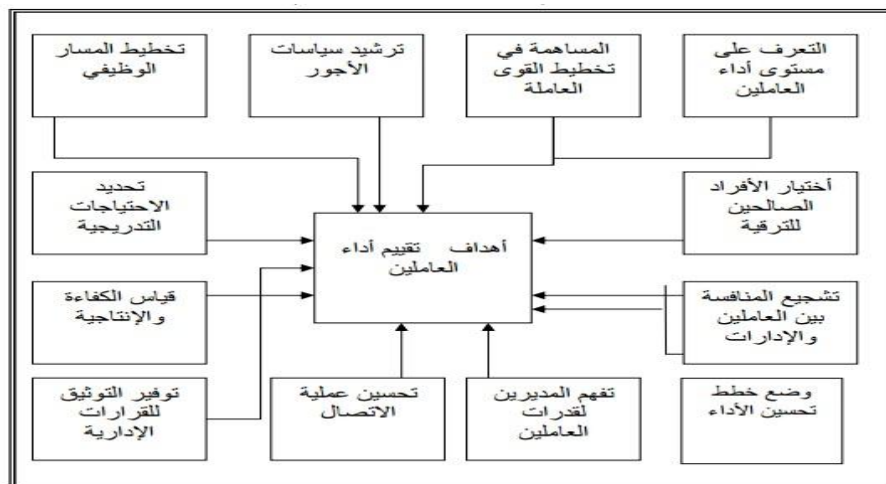 التعرف على
مستوى أداء
العاملين
المساهمة في
تخطيط القوى
العاملة
ترشيد سياسات
الأجور
تخطيط المسار
الوظيفي
أختيار الأفراد
الصالحين
للترقية
أهداف تقييم أداء
العاملين
تحديد
الاحتياجات
التدريجية
تشجيع المنافسة
بين العاملين
والإدارات
قياس الكفاءة
والإنتاجية
وضع خطط
تحسين الأداء
تفهم المديرين
لقدرات
العاملين
تحسين عملية
الاتصال
توفير التوثيق
للقرارات
الإدارية